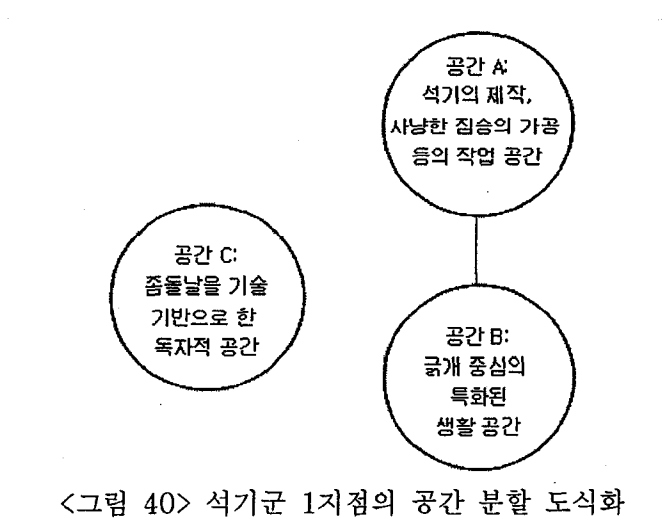 공간 A:
석기의 제작,
사냥한 짐승의 가공
등의 작업 공간
공간 C:
좀돌날을 기술
기반으로 한
독자적 공간
공간 B:
긁개 중심의
특화된
생활 공간
<그림 40> 석기군 1지점의 공간 분할 도식화